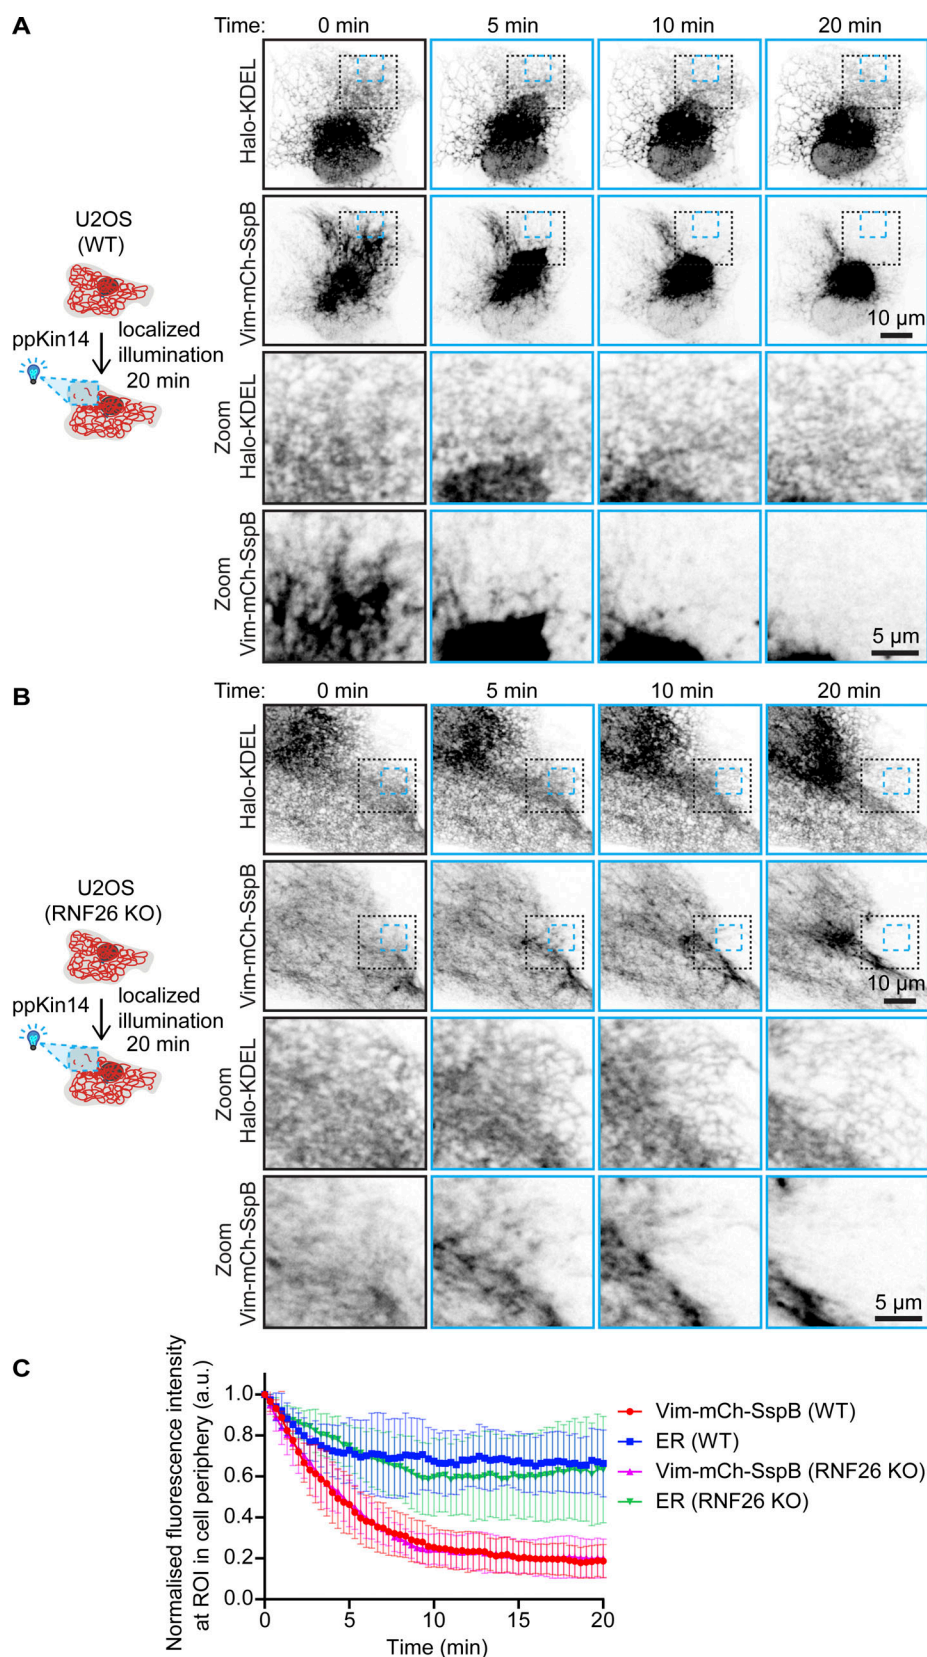 A
Time: 0 min 5 min 10 min 20 min
Halo-KDEL
Vim-mCh-SspB
10 µm
Zoom
Halo-KDEL
Zoom
Vim-mCh-SspB
5 µm
U2OS
(WT)
ppKin14
localized
illumination
20 min
B
Time: 0 min 5 min 10 min 20 min
Halo-KDEL
Vim-mCh-SspB
10 µm
Zoom
Halo-KDEL
Zoom
Vim-mCh-SspB
5 µm
U2OS
(RNF26 KO)
ppKin14
localized
illumination
20 min
C
Normalised fluorescence intensity
at ROI in cell periphery (a.u.)
1.0
0.8
0.6
0.4
0.2
0.0
0 5 10 15 20
Time (min)
Vim-mCh-SspB (WT)
ER (WT)
Vim-mCh-SspB (RNF26 KO)
ER (RNF26 KO)